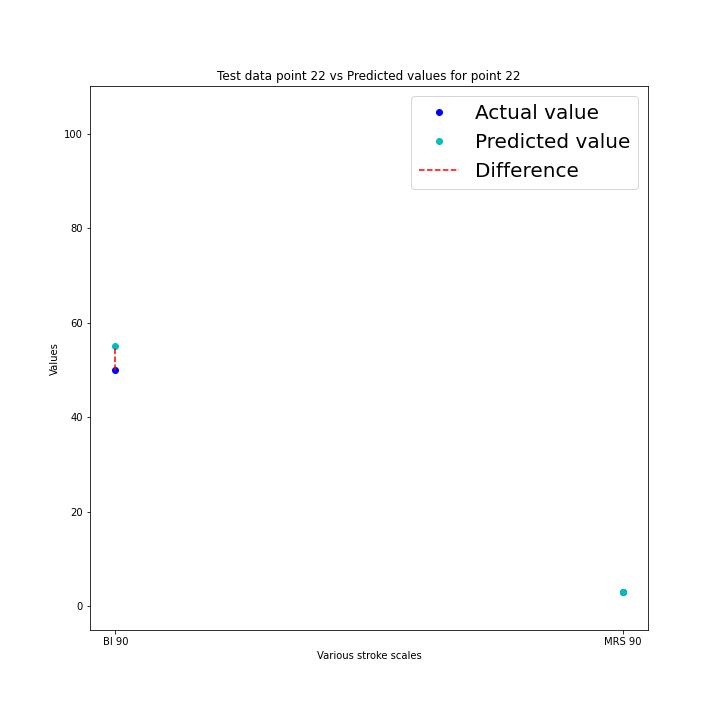 Test data point 22 vs Predicted values for point 22
Actual value
Predicted value
Difference
100
80
60
40
20
0
Values
BI 90
MRS 90
Various stroke scales